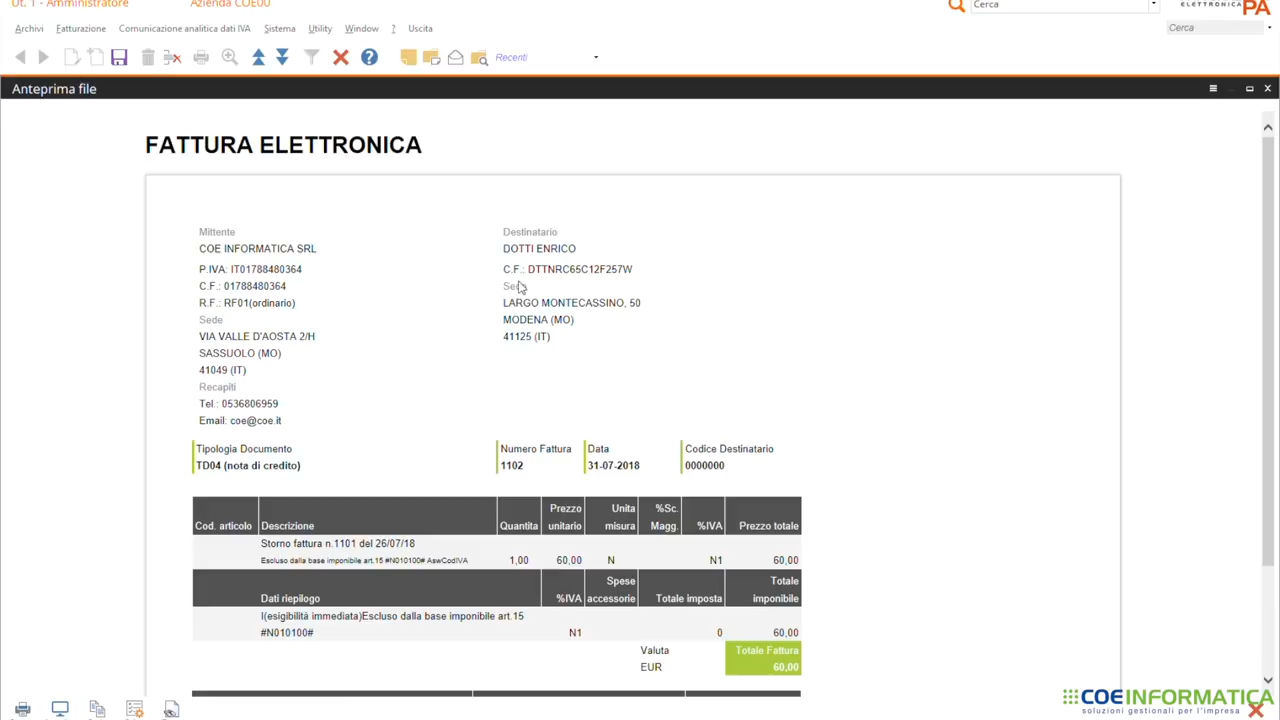 Ut. 1 - Amministratore
Azienda COE00
Cerca
ELETTRONICA PA
Archivi Fatturazione Comunicazione analitica dati IVA Sistema Utility Window ? Uscita
Cerca
Recenti
Anteprima file
FATTURA ELETTRONICA
Mittente
COE INFORMATICA SRL
P.IVA: IT01788480364
C.F.: 01788480364
R.F.: RF01(ordinario)
Sede
VIA VALLE D'AOSTA 2/H
SASSUOLO (MO)
41049 (IT)
Recapiti
Tel.: 0536806959
Email: coe@coe.it
Destinatario
DOTTI ENRICO
C.F.: DTTNRC65C12F257W
Sede
LARGO MONTECASSINO, 50
MODENA (MO)
41125 (IT)
Tipologia Documento Numero Fattura Data Codice Destinatario
TD04 (nota di credito) 1102 31-07-2018 0000000
Prezzo Unita %Sc.
Cod. articolo Descrizione Quantita unitario misura Magg. %IVA Prezzo totale
Storno fattura n.1101 del 26/07/18
Escluso dalla base imponibile art.15 #N010100# AswCodIVA 1,00 60,00 N N1 60,00
Spese Totale
Dati riepilogo %IVA accessorie Totale imposta imponibile
I(esigibilità immediata)Escluso dalla base imponibile art.15
#N010100# N1 0 60,00
Valuta Totale Fattura
EUR 60,00
COEINFORMATICA
soluzioni gestionali per l'impresa